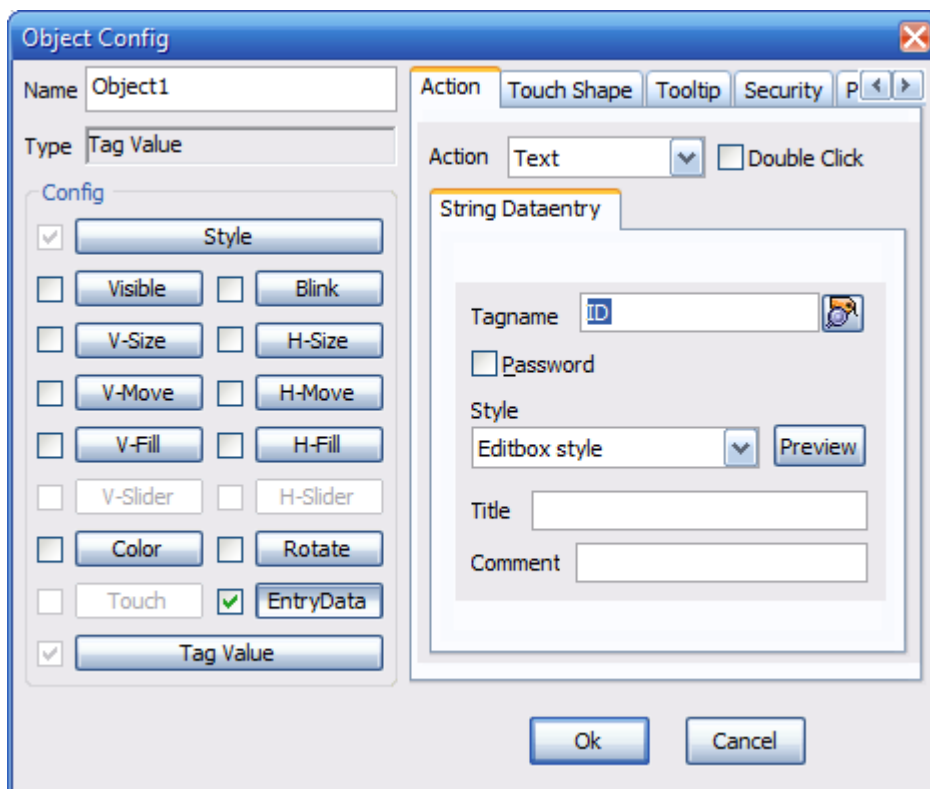 Object Config
Name Object1
Type Tag Value
Config
Style
Visible Blink
V-Size H-Size
V-Move H-Move
V-Fill H-Fill
V-Slider H-Slider
Color Rotate
Touch EntryData
Tag Value
Action Touch Shape Tooltip Security P
Action Text Double Click
String Dataentry
Tagname ID
Password
Style
Editbox style Preview
Title
Comment
Ok Cancel